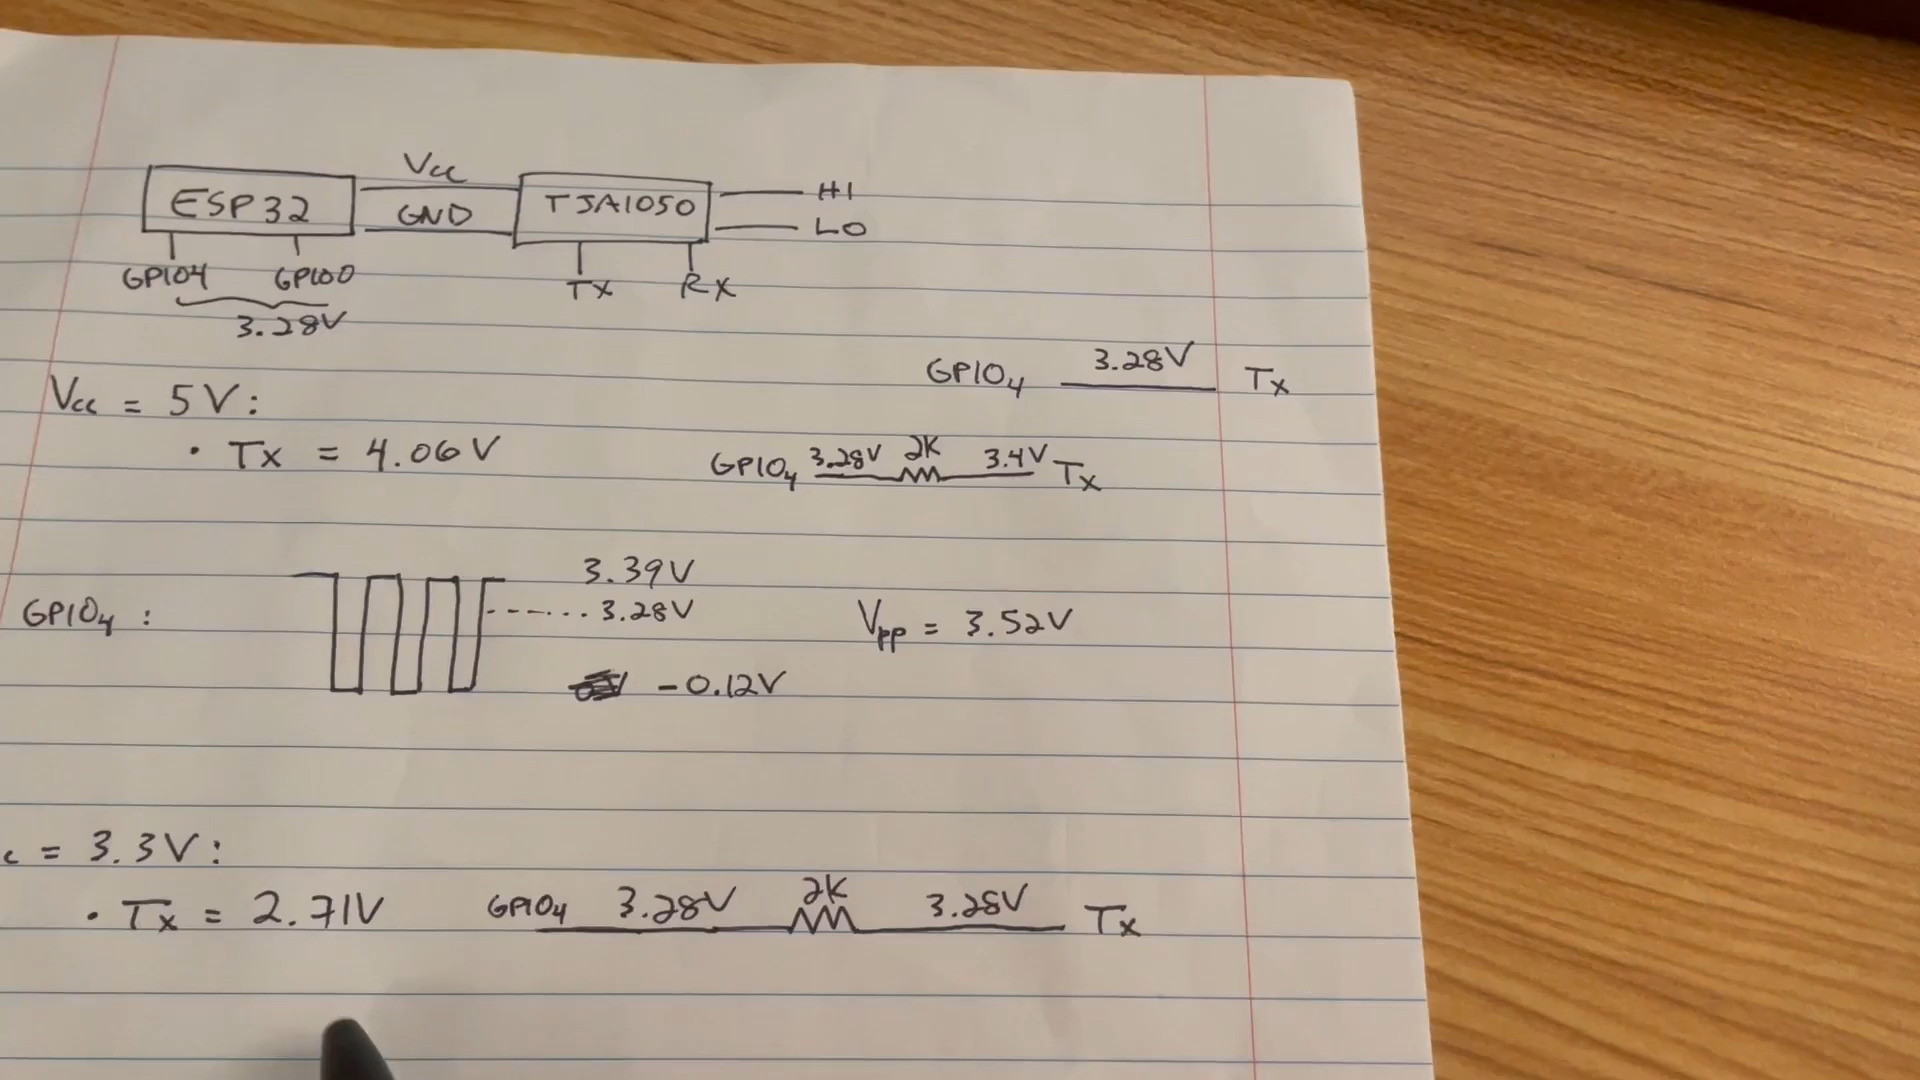 Vcc
ESP32 GND TJA1050 HI
LO
GPIO4 GPIO0 TX RX
3.28V
GPIO4 3.28V Tx
Vcc = 5V:
• Tx = 4.06V
GPIO4 3.28V 2K 3.4V Tx
3.39V
GPIO4 : 3.28V Vpp = 3.52V
-0.12V
c = 3.3V:
• Tx = 2.71V GPIO4 3.28V 2K 3.28V Tx